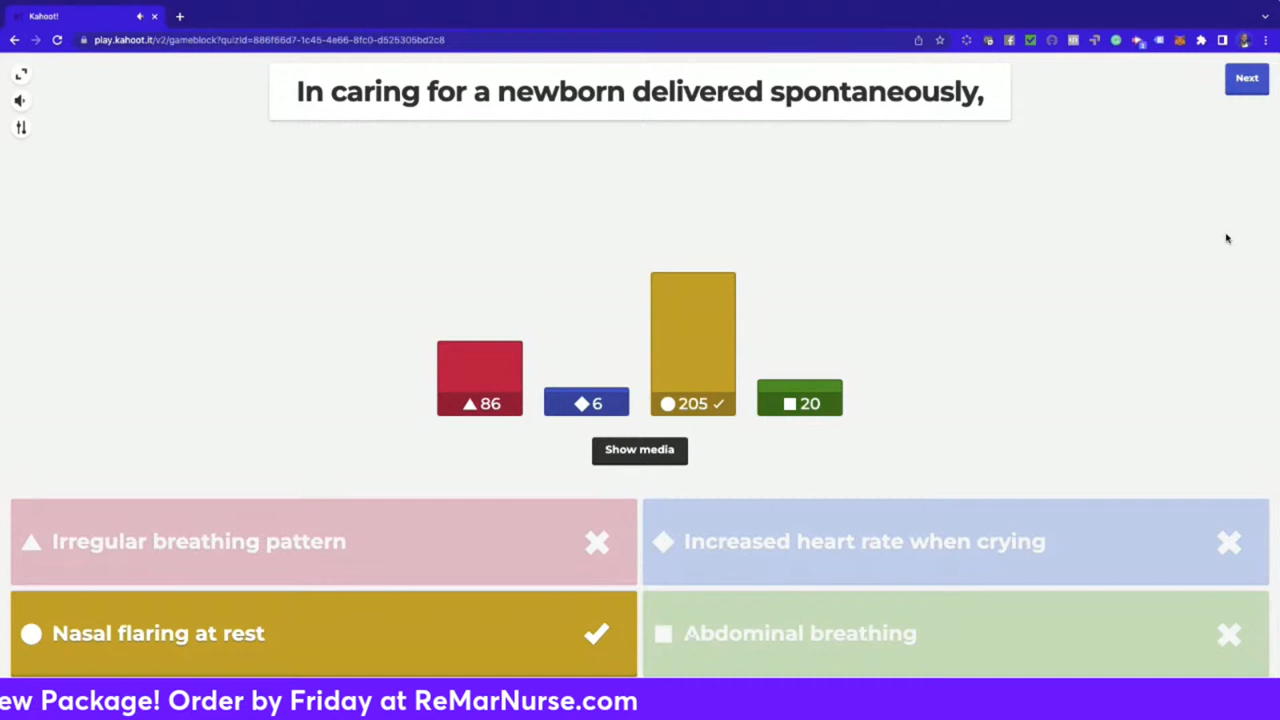 Kahoot!
play.kahoot.it/v2/gameblock?quizId=886f66d7-1c45-4e66-8fc0-d525305bd2c8
In caring for a newborn delivered spontaneously,
Next
86
6
205
20
Show media
Irregular breathing pattern
Increased heart rate when crying
Nasal flaring at rest
Abdominal breathing
ew Package! Order by Friday at ReMarNurse.com